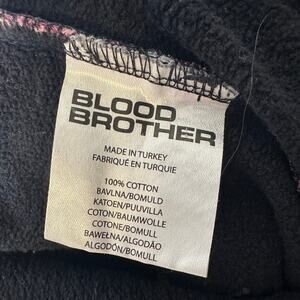 BLOOD
BROTHER
MADE IN TURKEY
FABRIQUÉ EN TURQUIE
100% COTTON
BAVLNA/BOMULD
KATOEN/PUUVILLA
COTON/BAUMWOLLE
COTONE/BOMULL
BAWEŁNA/ALGODÃO
ALGODÓN/BOMULL